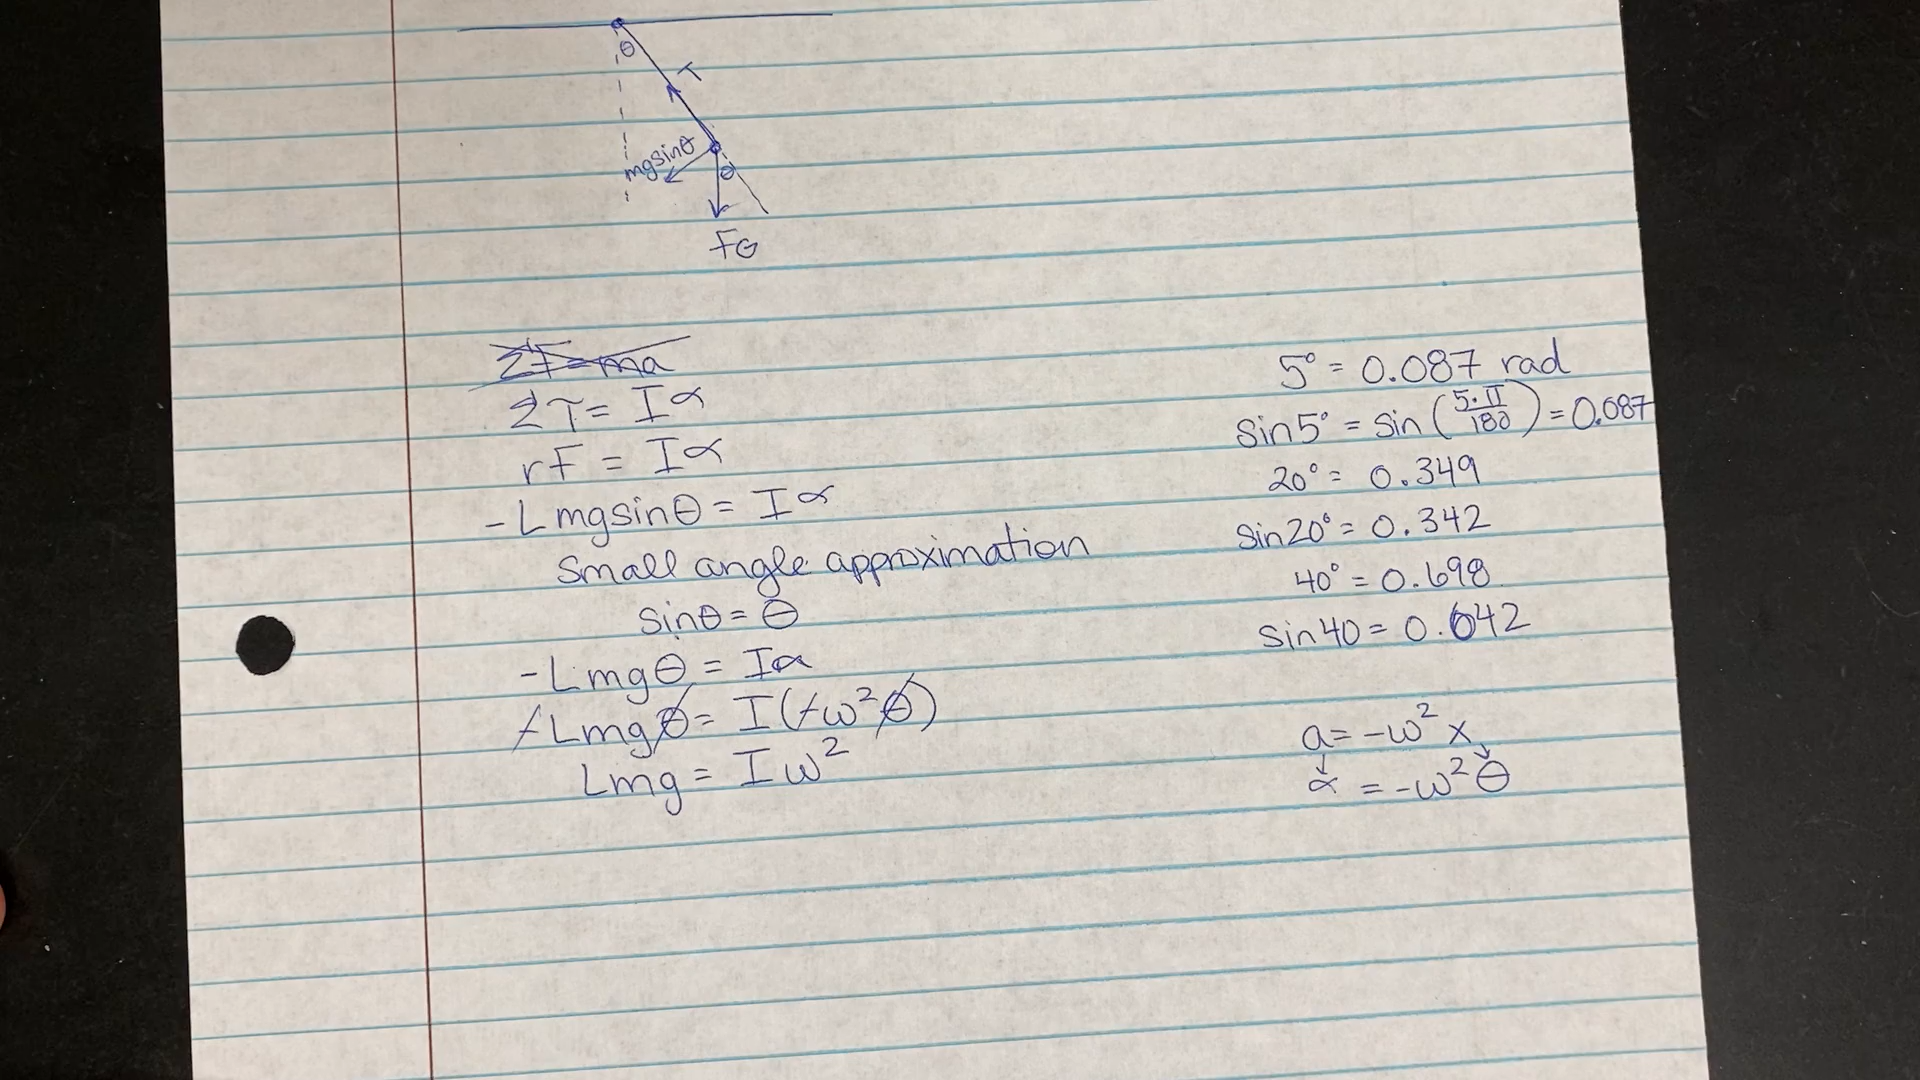 θ
T
mgsinθ
θ
FG
ΣF=ma
Στ = Iα
rF = Iα
-Lmgsinθ = Iα
Small angle approximation
sinθ = θ
-Lmgθ = Iα
-Lmgθ = I(-ω²θ)
Lmg = Iω²
5° = 0.087 rad
sin5° = sin(5·π/180) = 0.087
20° = 0.349
sin20° = 0.342
40° = 0.698
sin40 = 0.642
a = -ω²x
α = -ω²θ